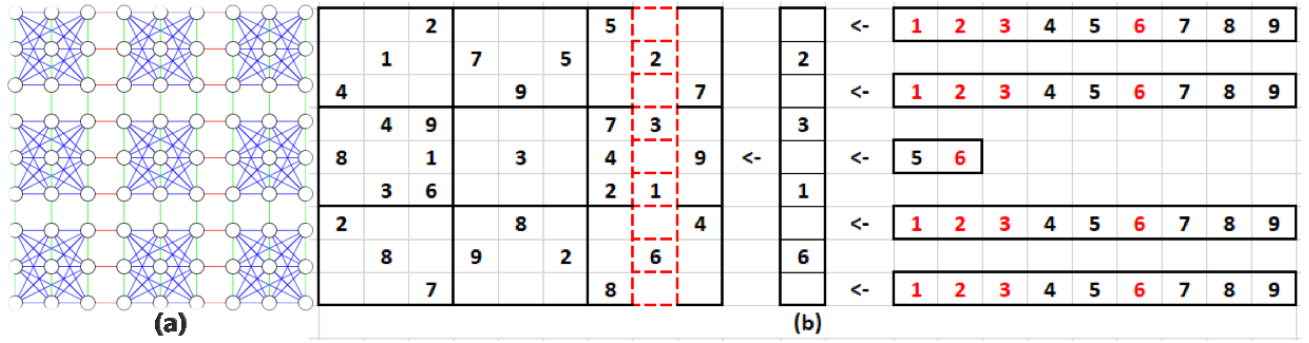 2 5 <- 1 2 3 4 5 6 7 8 9
1 7 5 2 2
4 9 7 <- 1 2 3 4 5 6 7 8 9
4 9 7 3 3
8 1 3 4 9 <- <- 5 6
3 6 2 1 1
2 8 4 <- 1 2 3 4 5 6 7 8 9
8 9 2 6 6
7 8 <- 1 2 3 4 5 6 7 8 9
(a) (b)